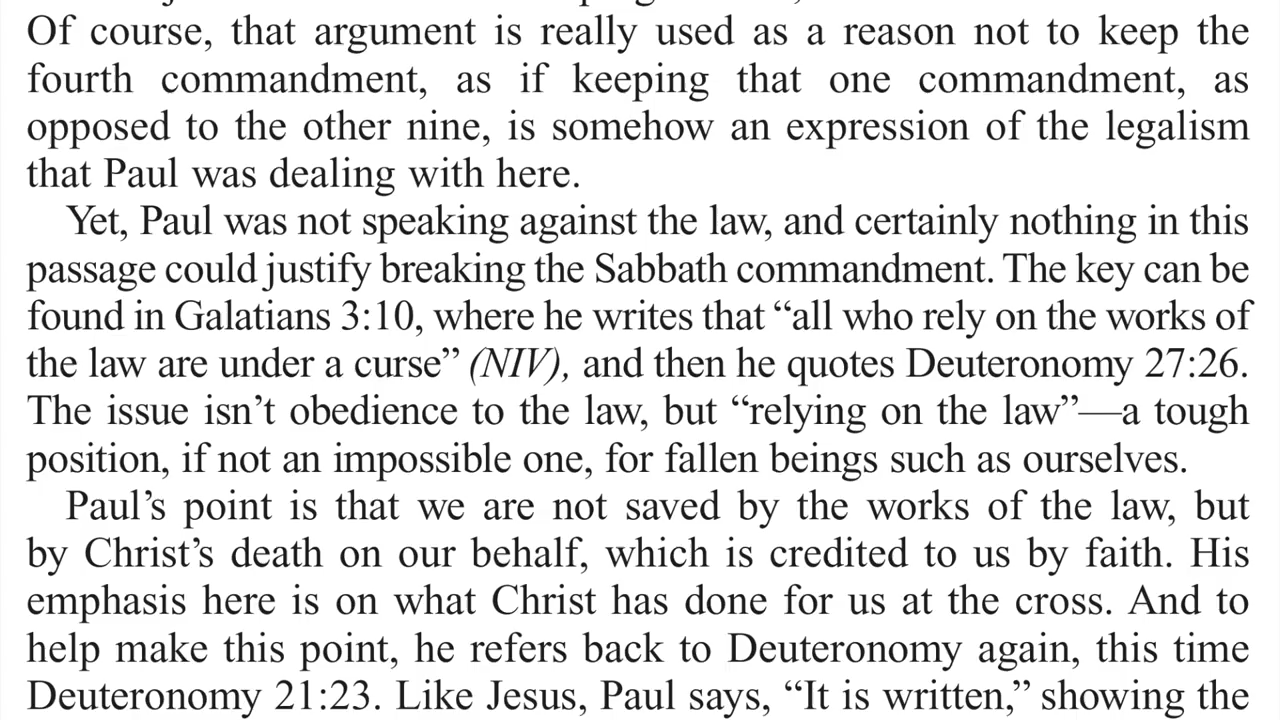 Of course, that argument is really used as a reason not to keep the
fourth commandment, as if keeping that one commandment, as
opposed to the other nine, is somehow an expression of the legalism
that Paul was dealing with here.
Yet, Paul was not speaking against the law, and certainly nothing in this
passage could justify breaking the Sabbath commandment. The key can be
found in Galatians 3:10, where he writes that “all who rely on the works of
the law are under a curse” (NIV), and then he quotes Deuteronomy 27:26.
The issue isn’t obedience to the law, but “relying on the law”—a tough
position, if not an impossible one, for fallen beings such as ourselves.
Paul’s point is that we are not saved by the works of the law, but
by Christ’s death on our behalf, which is credited to us by faith. His
emphasis here is on what Christ has done for us at the cross. And to
help make this point, he refers back to Deuteronomy again, this time
Deuteronomy 21:23. Like Jesus, Paul says, “It is written,” showing the